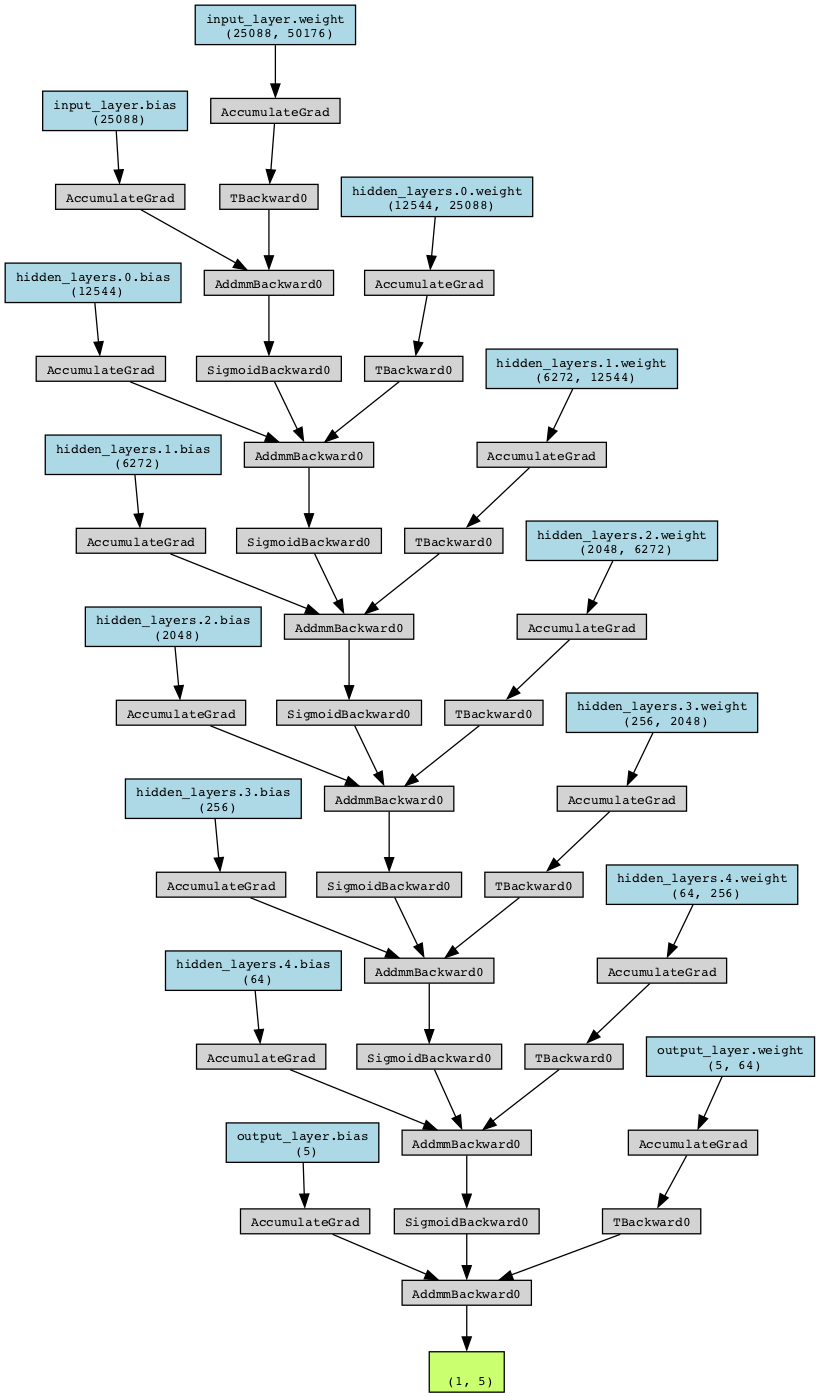 input_layer.weight
(25088, 50176)
input_layer.bias
(25088)
AccumulateGrad
AccumulateGrad
TBackward0
hidden_layers.0.weight
(12544, 25088)
hidden_layers.0.bias
(12544)
AddmmBackward0
AccumulateGrad
AccumulateGrad
SigmoidBackward0
TBackward0
hidden_layers.1.weight
(6272, 12544)
hidden_layers.1.bias
(6272)
AddmmBackward0
AccumulateGrad
AccumulateGrad
SigmoidBackward0
TBackward0
hidden_layers.2.weight
(2048, 6272)
hidden_layers.2.bias
(2048)
AddmmBackward0
AccumulateGrad
AccumulateGrad
SigmoidBackward0
TBackward0
hidden_layers.3.weight
(256, 2048)
hidden_layers.3.bias
(256)
AddmmBackward0
AccumulateGrad
AccumulateGrad
SigmoidBackward0
TBackward0
hidden_layers.4.weight
(64, 256)
hidden_layers.4.bias
(64)
AddmmBackward0
AccumulateGrad
AccumulateGrad
SigmoidBackward0
TBackward0
output_layer.weight
(5, 64)
output_layer.bias
(5)
AddmmBackward0
AccumulateGrad
AccumulateGrad
SigmoidBackward0
TBackward0
AddmmBackward0
(1, 5)